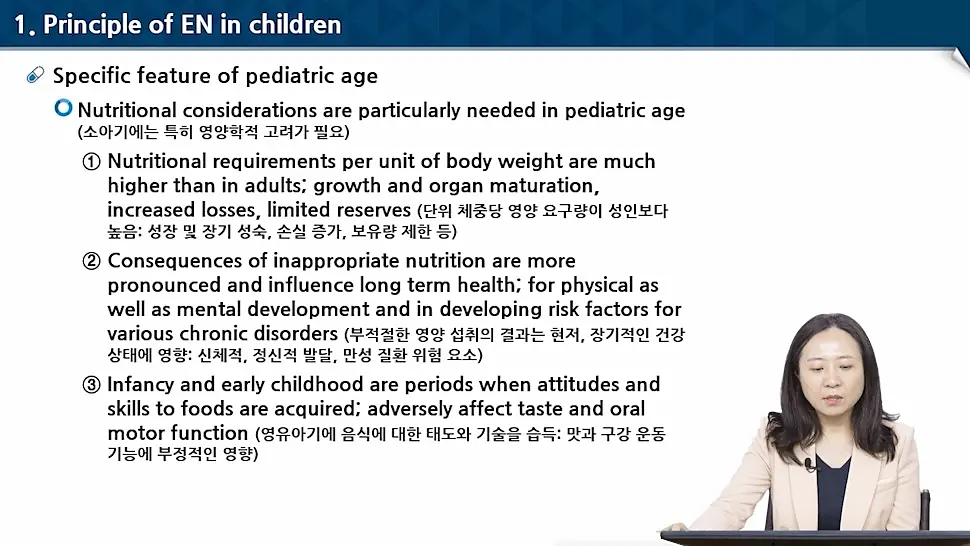 1. Principle of EN in children
Specific feature of pediatric age
Nutritional considerations are particularly needed in pediatric age
(소아기에는 특히 영양학적 고려가 필요)
① Nutritional requirements per unit of body weight are much
higher than in adults; growth and organ maturation,
increased losses, limited reserves (단위 체중당 영양 요구량이 성인보다
높음: 성장 및 장기 성숙, 손실 증가, 보유량 제한 등)
② Consequences of inappropriate nutrition are more
pronounced and influence long term health; for physical as
well as mental development and in developing risk factors for
various chronic disorders (부적절한 영양 섭취의 결과는 현저, 장기적인 건강
상태에 영향: 신체적, 정신적 발달, 만성 질환 위험 요소)
③ Infancy and early childhood are periods when attitudes and
skills to foods are acquired; adversely affect taste and oral
motor function (영유아기에 음식에 대한 태도와 기술을 습득: 맛과 구강 운동
기능에 부정적인 영향)